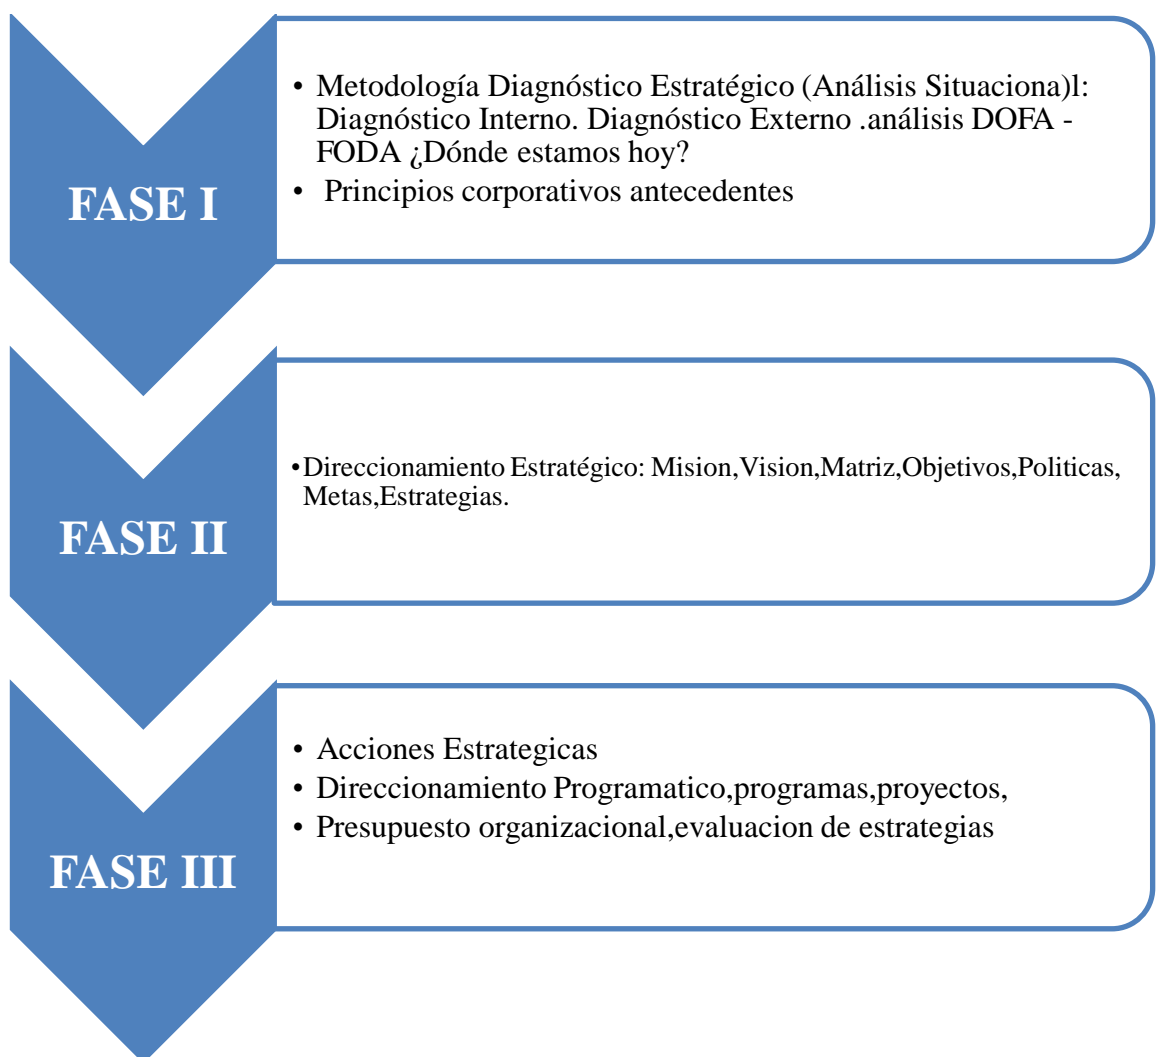 FASE I
• Metodología Diagnóstico Estratégico (Análisis Situaciona)l:
Diagnóstico Interno. Diagnóstico Externo .análisis DOFA -
FODA ¿Dónde estamos hoy?
• Principios corporativos antecedentes
FASE II
•Direccionamiento Estratégico: Mision,Vision,Matriz,Objetivos,Politicas,
Metas,Estrategias.
FASE III
• Acciones Estrategicas
• Direccionamiento Programatico,programas,proyectos,
• Presupuesto organizacional,evaluacion de estrategias